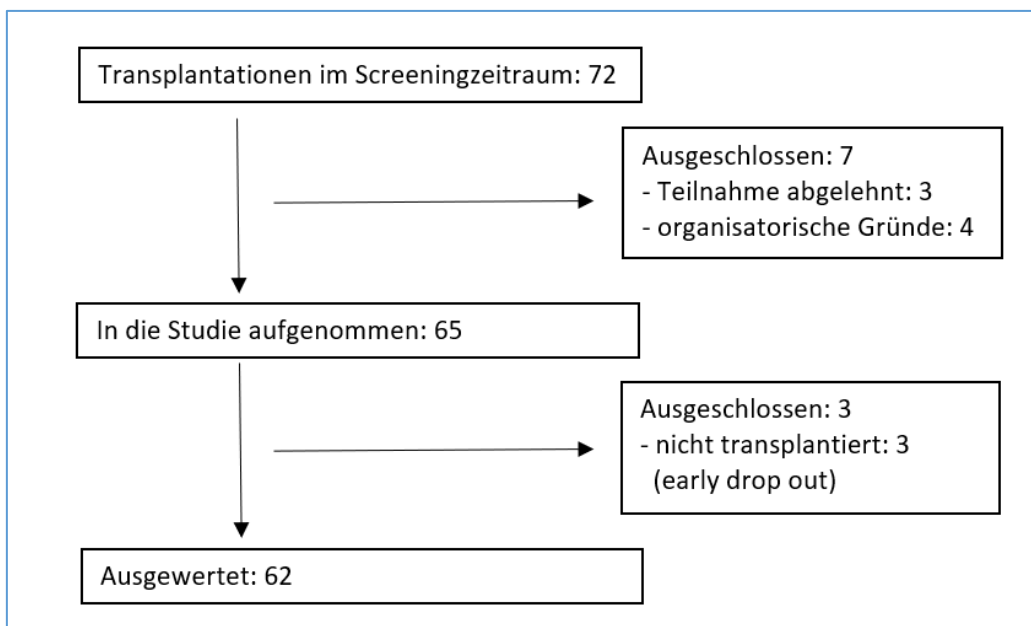 Transplantationen im Screeningzeitraum: 72
Ausgeschlossen: 7
- Teilnahme abgelehnt: 3
- organisatorische Gründe: 4
In die Studie aufgenommen: 65
Ausgeschlossen: 3
- nicht transplantiert: 3
(early drop out)
Ausgewertet: 62